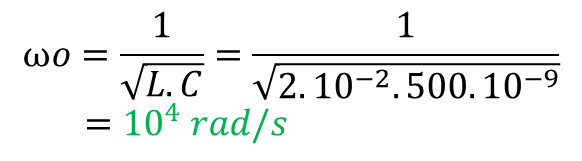 ωo = 1/√L.C = 1/√2.10⁻².500.10⁻⁹
= 10⁴ rad/s